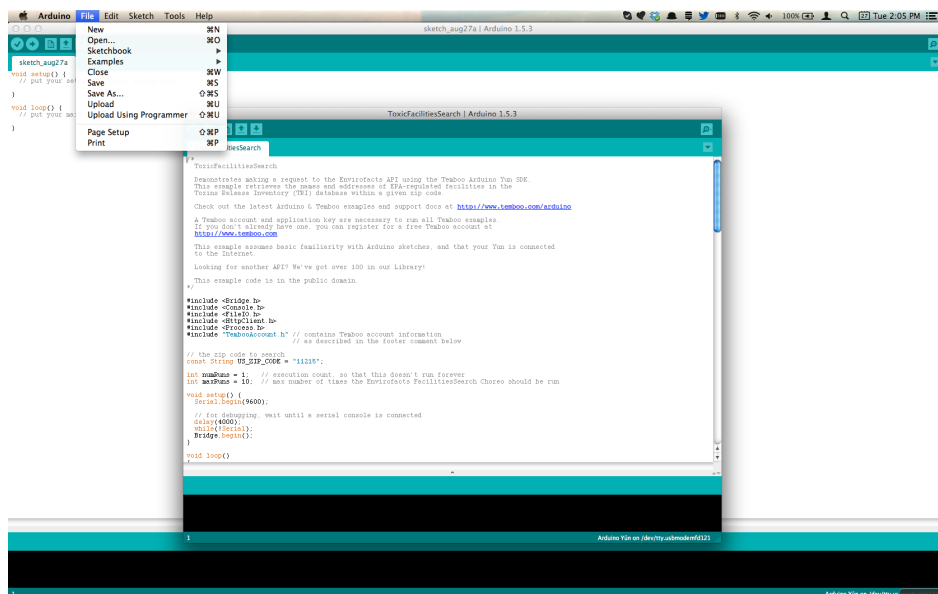 Arduino File Edit Sketch Tools Help 100% 27 Tue 2:05 PM
sketch_aug27a | Arduino 1.5.3
New ⌘N
Open... ⌘O
Sketchbook ▶
Examples ▶
Close ⌘W
Save ⌘S
Save As... ⇧⌘S
Upload ⌘U
Upload Using Programmer ⇧⌘U
Page Setup ⇧⌘P
Print ⌘P
sketch_aug27a
void setup() {
// put your
}
void loop() {
// put your
}
ToxicFacilitiesSearch | Arduino 1.5.3
itiesSearch
/*
ToxicFacilitiesSearch
Demonstrates making a request to the Envirofacts API using the Temboo Arduino Yun SDK.
This example retrieves the names and addresses of EPA-regulated facilities in the
Toxins Release Inventory (TRI) database within a given zip code.
Check out the latest Arduino & Temboo examples and support docs at http://www.temboo.com/arduino
A Temboo account and application key are necessary to run all Temboo examples.
If you don't already have one, you can register for a free Temboo account at
http://www.temboo.com
This example assumes basic familiarity with Arduino sketches, and that your Yun is connected
to the Internet.
Looking for another API? We've got over 100 in our Library!
This example code is in the public domain.
*/
#include <Bridge.h>
#include <Console.h>
#include <FileIO.h>
#include <HttpClient.h>
#include <Process.h>
#include "TembooAccount.h" // contains Temboo account information
// as described in the footer comment below
// the zip code to search
const String US_ZIP_CODE = "11215";
int numRuns = 1; // execution count, so that this doesn't run forever
int maxRuns = 10; // max number of times the Envirofacts FacilitiesSearch Choreo should be run
void setup() {
Serial.begin(9600);
// for debugging, wait until a serial console is connected
delay(4000);
while(!Serial);
Bridge.begin();
}
void loop()
1 Arduino Yún on /dev/tty.usbmodemfd121